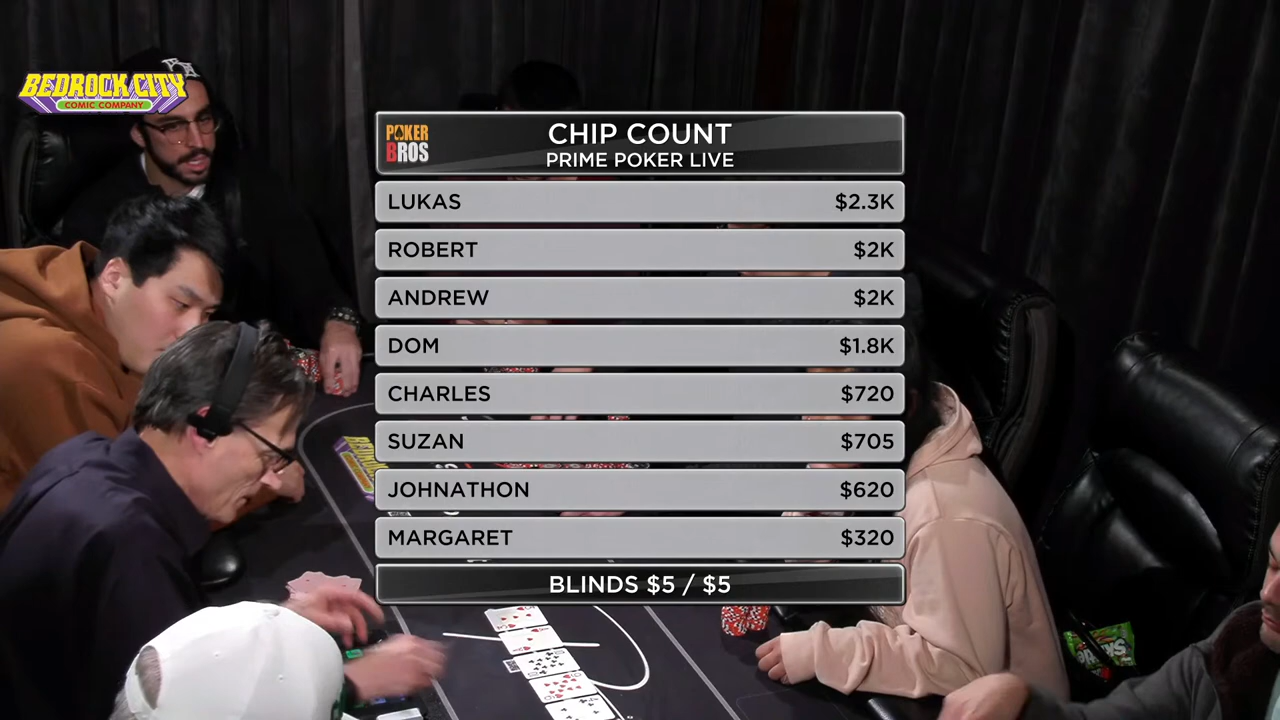 BEDROCK CITY
COMIC COMPANY
POKER
BROS
CHIP COUNT
PRIME POKER LIVE
LUKAS $2.3K
ROBERT $2K
ANDREW $2K
DOM $1.8K
CHARLES $720
SUZAN $705
JOHNATHON $620
MARGARET $320
BLINDS $5 / $5